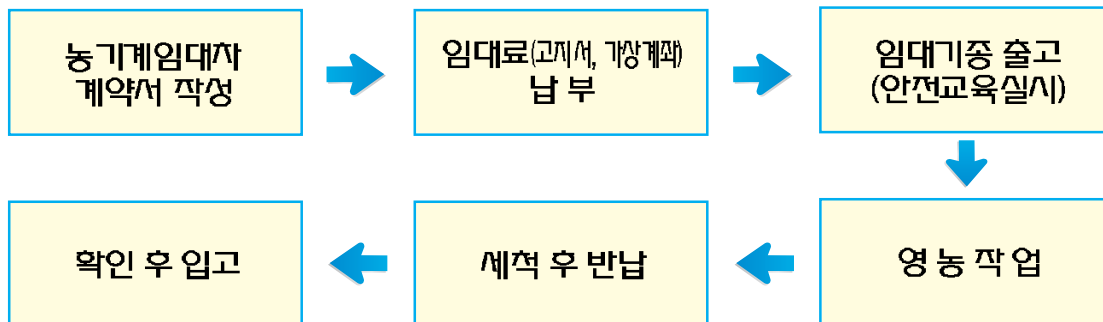 농기계임대차
계약서 작성
임대료(고지서, 가상계좌)
납 부
임대기종 출고
(안전교육실시)
영 농 작 업
세척 후 반납
확인 후 입고